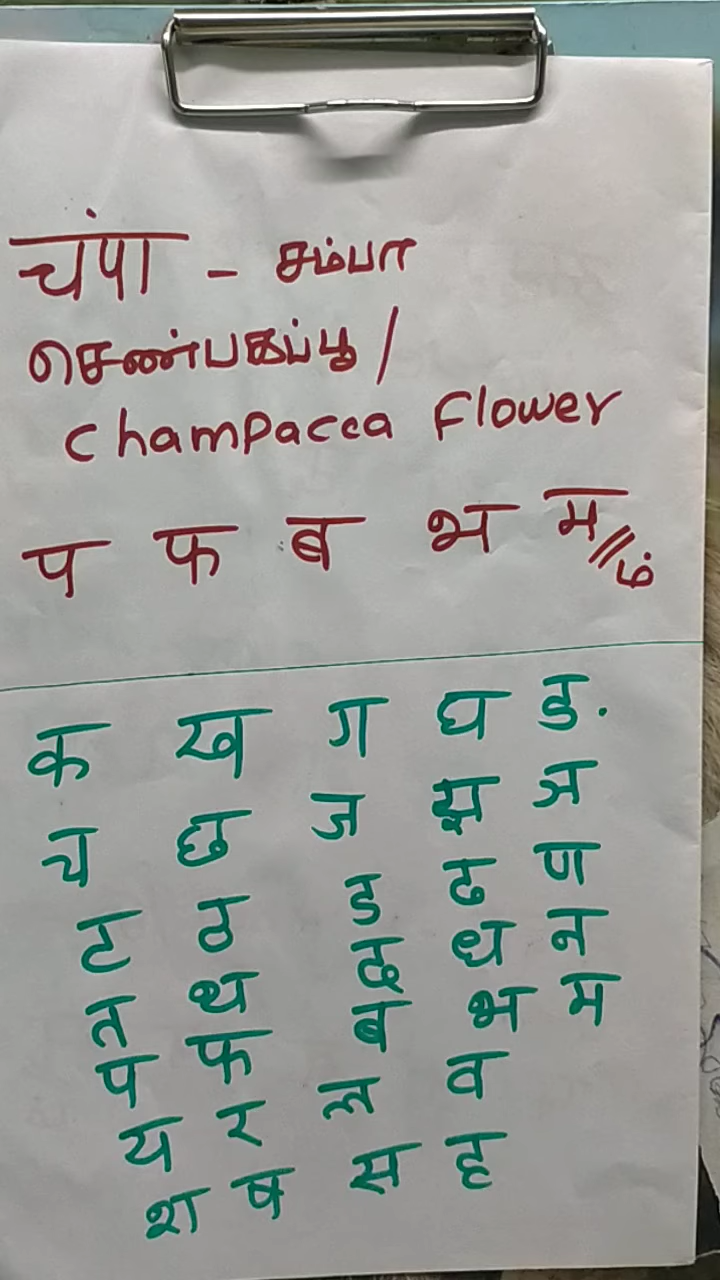 चंपा - சம்பா
செண்பகப்பூ /
Champacca Flower
प फ ब भ म // ம்
क ख ग घ ङ
च छ ज झ ञ
ट ठ ड ढ ण
त थ द ध न
प फ ब भ म
य र ल व
श ष स ह